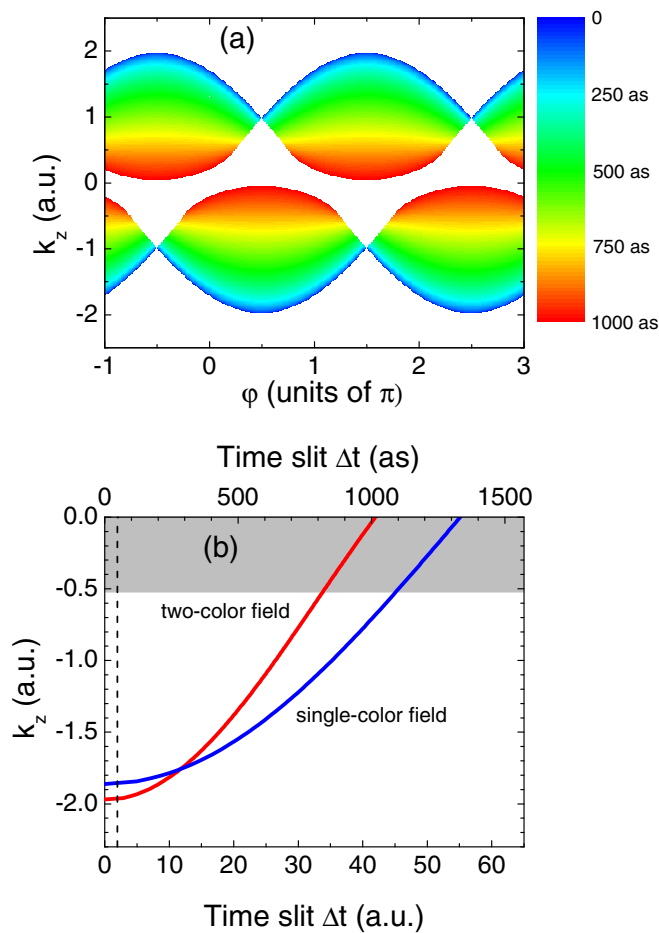 (a)
2
1
0
-1
-2
k_z (a.u.)
-1 0 1 2 3
φ (units of π)
0
250 as
500 as
750 as
1000 as
Time slit Δt (as)
0 500 1000 1500
(b)
0.0
-0.5
-1.0
-1.5
-2.0
k_z (a.u.)
two-color field
single-color field
0 10 20 30 40 50 60
Time slit Δt (a.u.)